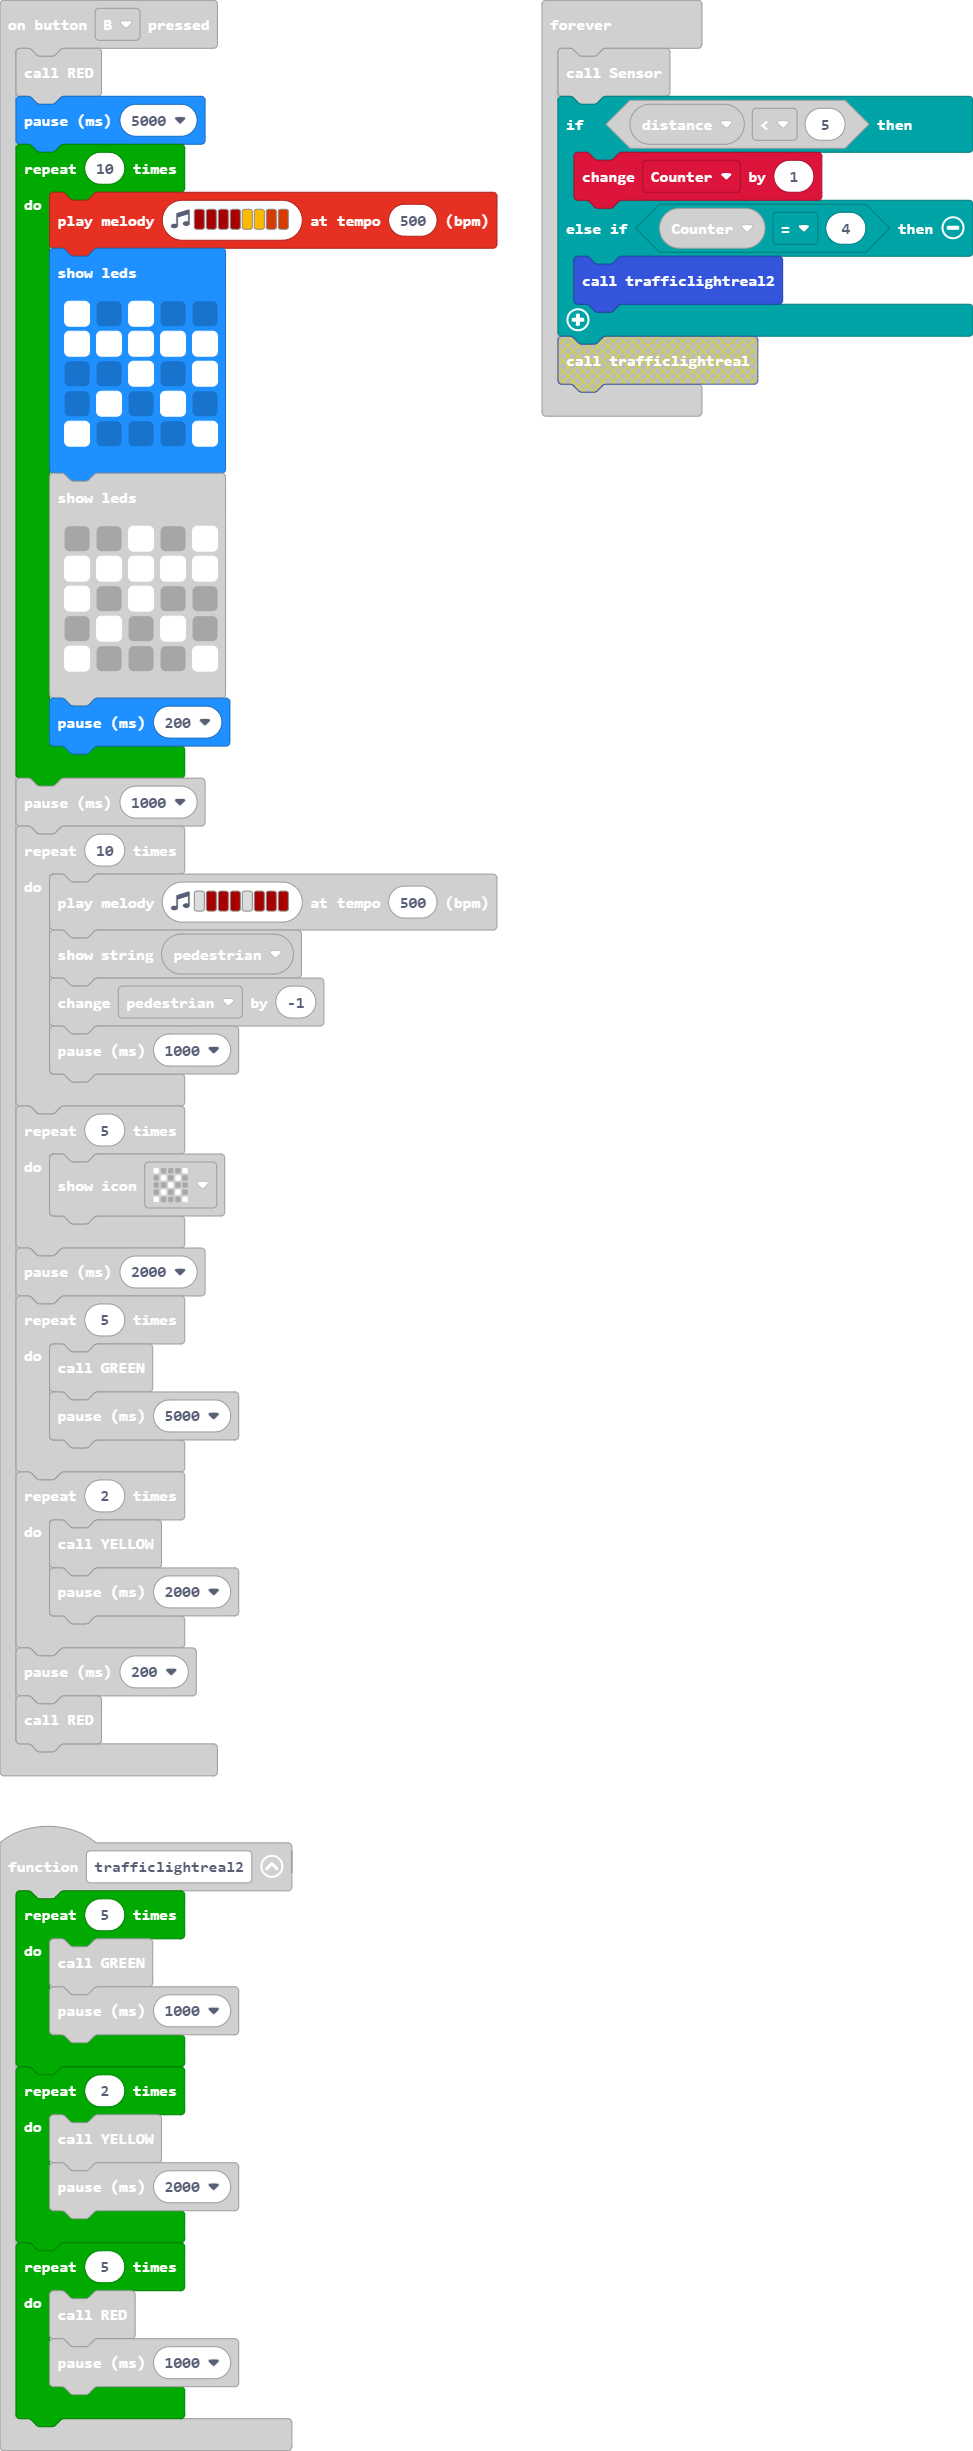 on button B pressed
call RED
pause (ms) 5000
repeat 10 times
do
play melody at tempo 500 (bpm)
show leds
show leds
pause (ms) 200
pause (ms) 1000
repeat 10 times
do
play melody at tempo 500 (bpm)
show string pedestrian
change pedestrian by -1
pause (ms) 1000
repeat 5 times
do
show icon
pause (ms) 2000
repeat 5 times
do
call GREEN
pause (ms) 5000
repeat 2 times
do
call YELLOW
pause (ms) 2000
pause (ms) 200
call RED
forever
call Sensor
if distance < 5 then
change Counter by 1
else if Counter = 4 then
call trafficlightreal2
call trafficlightreal
function trafficlightreal2
repeat 5 times
do
call GREEN
pause (ms) 1000
repeat 2 times
do
call YELLOW
pause (ms) 2000
repeat 5 times
do
call RED
pause (ms) 1000